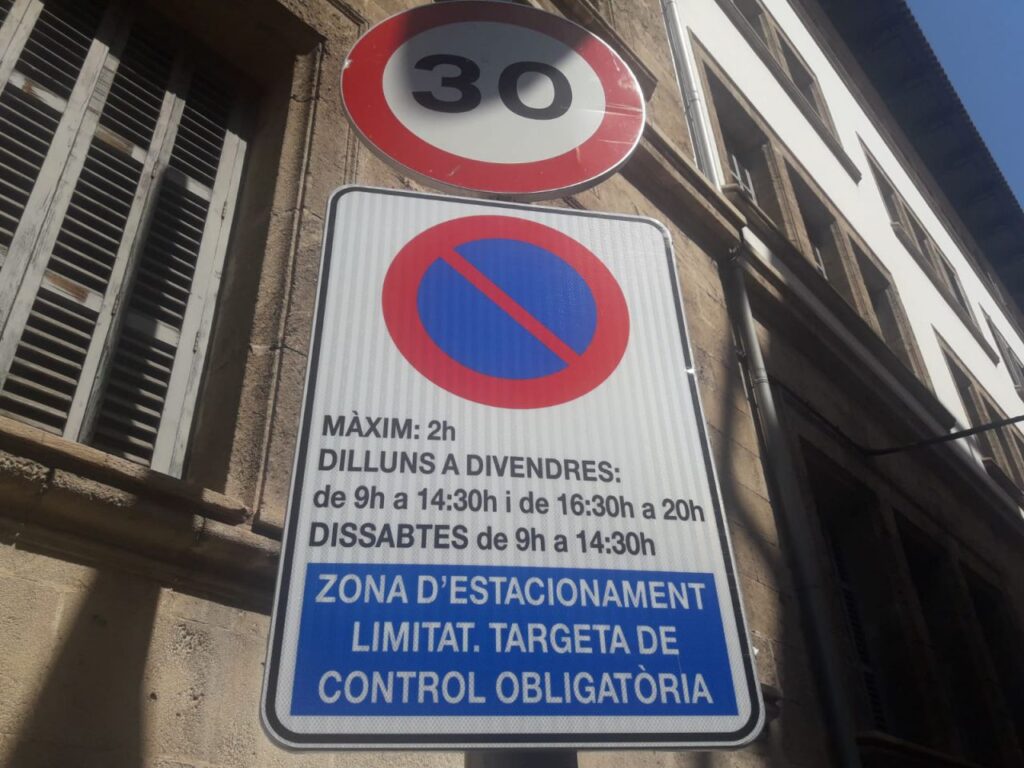 30
MÀXIM: 2h
DILLUNS A DIVENDRES:
de 9h a 14:30h i de 16:30h a 20h
DISSABTES de 9h a 14:30h
ZONA D'ESTACIONAMENT
LIMITAT. TARGETA DE
CONTROL OBLIGATÒRIA